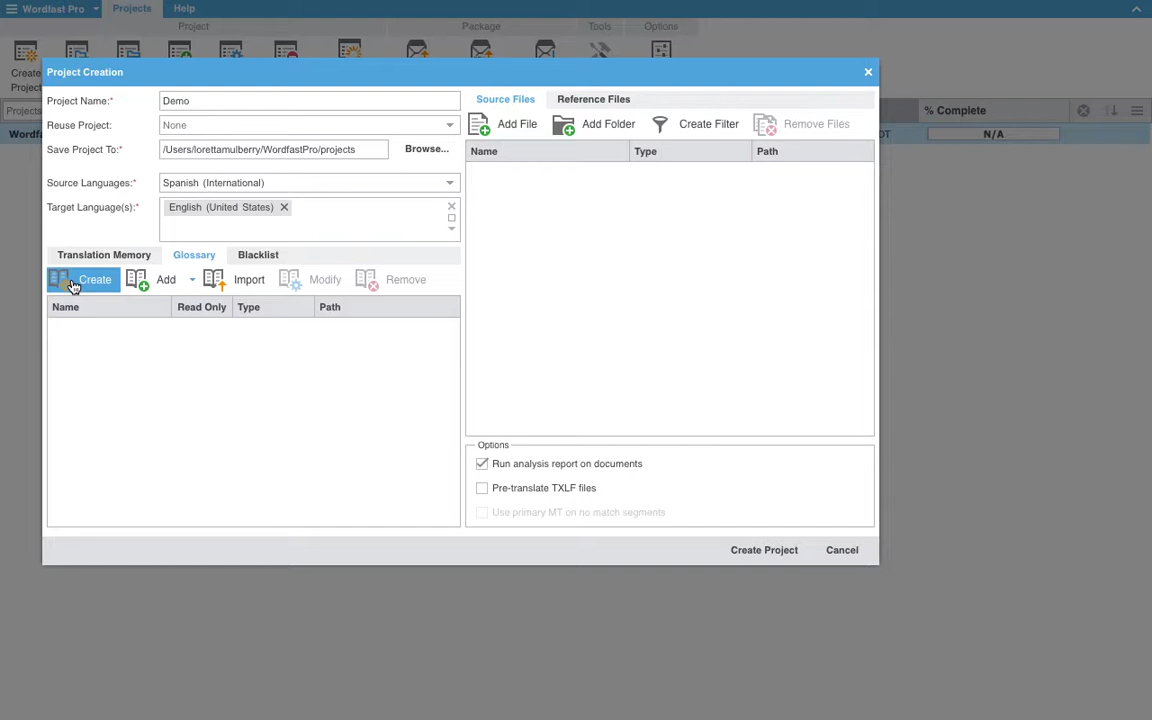 Wordfast Pro Projects Help
Project Package Tools Options
Create
Project
Project Creation
Project Name:* Demo
Reuse Project: None
Save Project To:* /Users/lorettamulberry/WordfastPro/projects Browse...
Source Languages:* Spanish (International)
Target Language(s):* English (United States)
Translation Memory Glossary Blacklist
Create Add Import Modify Remove
Name Read Only Type Path
Source Files Reference Files
Add File Add Folder Create Filter Remove Files
Name Type Path
Options
Run analysis report on documents
Pre-translate TXLF files
Use primary MT on no match segments
Create Project Cancel
Projects % Complete
Wordfa DT N/A